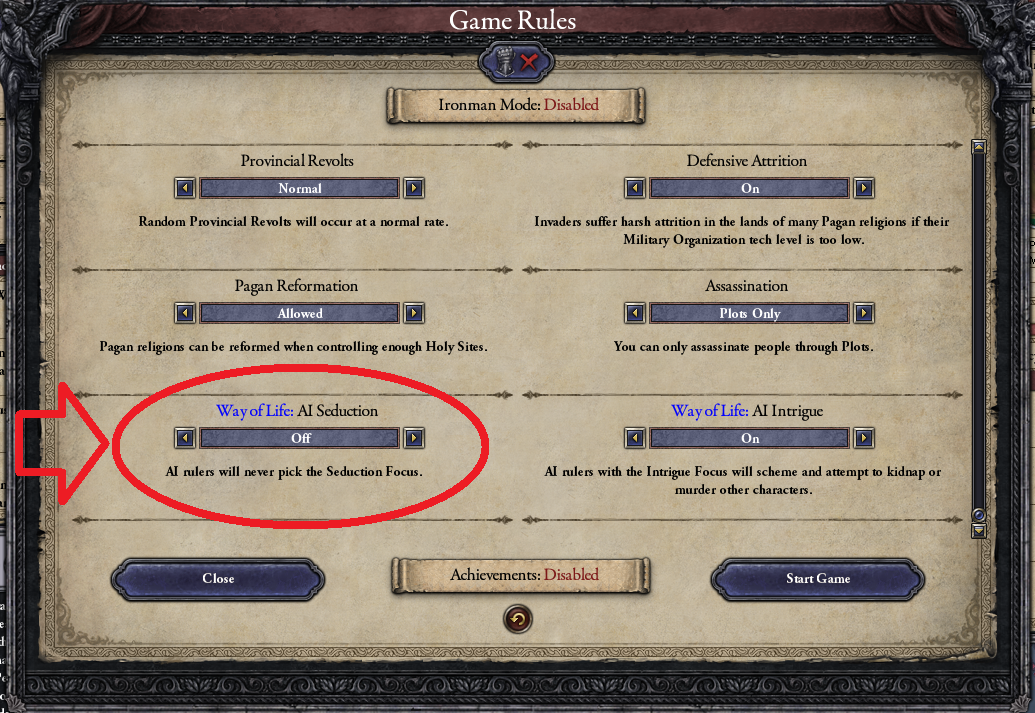 Game Rules
Ironman Mode: Disabled
Provincial Revolts
Normal
Random Provincial Revolts will occur at a normal rate.
Defensive Attrition
On
Invaders suffer harsh attrition in the lands of many Pagan religions if their
Military Organization tech level is too low.
Pagan Reformation
Allowed
Pagan religions can be reformed when controlling enough Holy Sites.
Assassination
Plots Only
You can only assassinate people through Plots.
Way of Life: AI Seduction
Off
AI rulers will never pick the Seduction Focus.
Way of Life: AI Intrigue
On
AI rulers with the Intrigue Focus will scheme and attempt to kidnap or
murder other characters.
Close
Achievements: Disabled
Start Game